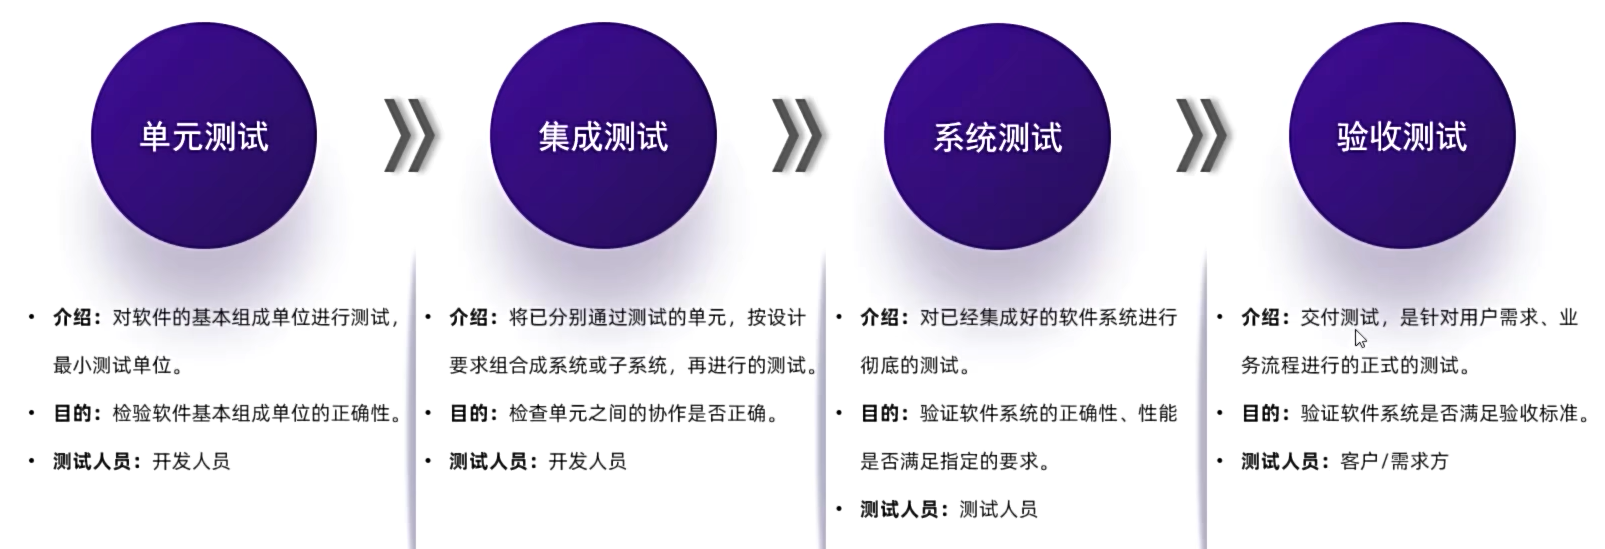 单元测试
集成测试
系统测试
验收测试
• 介绍：对软件的基本组成单位进行测试，
最小测试单位。
• 目的：检验软件基本组成单位的正确性。
• 测试人员：开发人员
• 介绍：将已分别通过测试的单元，按设计
要求组合成系统或子系统，再进行的测试。
• 目的：检查单元之间的协作是否正确。
• 测试人员：开发人员
• 介绍：对已经集成好的软件系统进行
彻底的测试。
• 目的：验证软件系统的正确性、性能
是否满足指定的要求。
• 测试人员：测试人员
• 介绍：交付测试，是针对用户需求、业
务流程进行的正式的测试。
• 目的：验证软件系统是否满足验收标准。
• 测试人员：客户/需求方